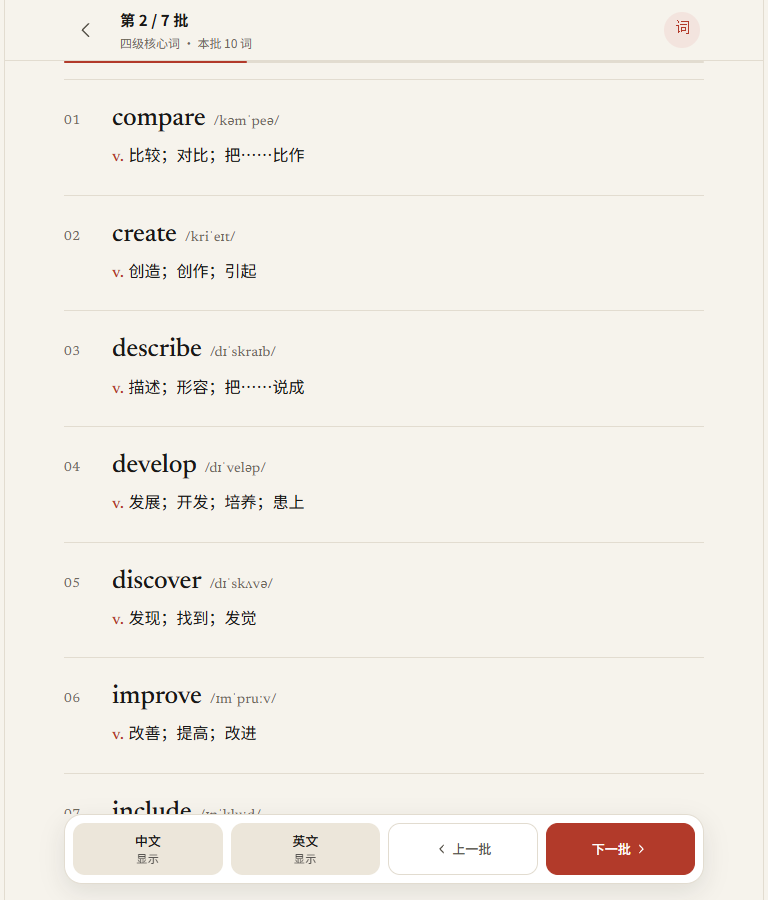 第 2 / 7 批
四级核心词 · 本批 10 词
词
01 compare /kəmˈpeə/
v. 比较；对比；把……比作
02 create /kriˈeɪt/
v. 创造；创作；引起
03 describe /dɪˈskraɪb/
v. 描述；形容；把……说成
04 develop /dɪˈveləp/
v. 发展；开发；培养；患上
05 discover /dɪˈskʌvə/
v. 发现；找到；发觉
06 improve /ɪmˈpruːv/
v. 改善；提高；改进
07 include
中文 英文 上一批 下一批
显示 显示